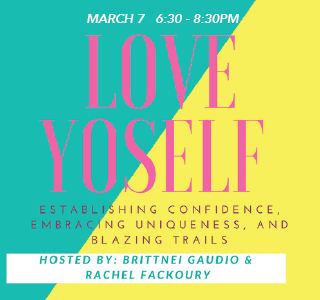 MARCH 7 6:30 - 8:30PM
LOVE
YOSELF
ESTABLISHING CONFIDENCE,
EMBRACING UNIQUENESS, AND
BLAZING TRAILS
HOSTED BY: BRITTNEI GAUDIO &
RACHEL FACKOURY